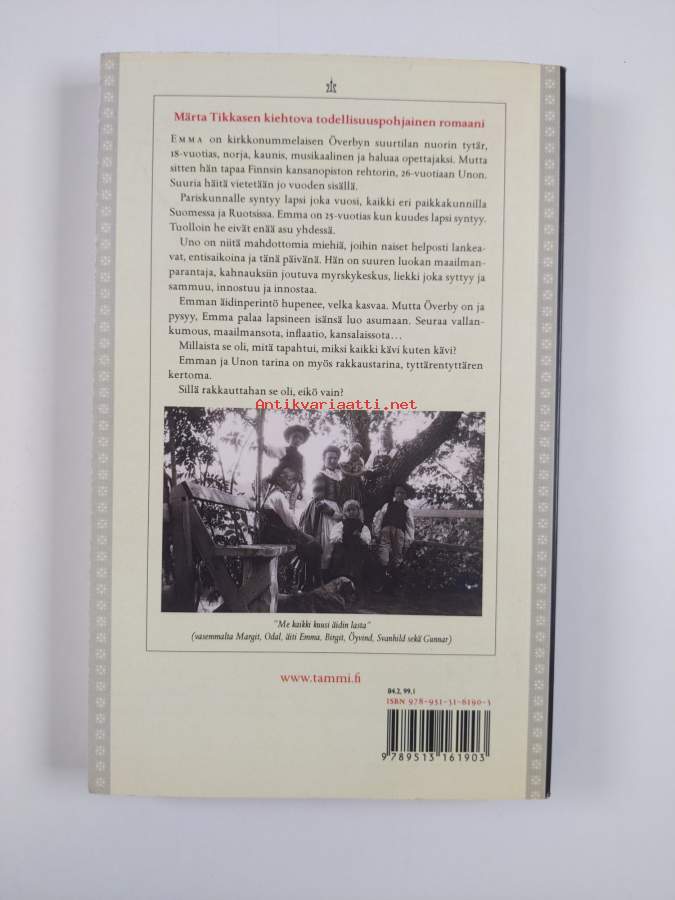 Märta Tikkasen kiehtova todellisuuspohjainen romaani
EMMA on kirkkonummelaisen Överbyn suurtilan nuorin tytär,
18-vuotias, norja, kaunis, musikaalinen ja haluaa opettajaksi. Mutta
sitten hän tapaa Finnsin kansanopiston rehtorin, 26-vuotiaan Unon.
Suuria häitä vietetään jo vuoden sisällä.
Pariskunnalle syntyy lapsi joka vuosi, kaikki eri paikkakunnilla
Suomessa ja Ruotsissa. Emma on 25-vuotias kun kuudes lapsi syntyy.
Tuolloin he eivät enää asu yhdessä.
Uno on niitä mahdottomia miehiä, joihin naiset helposti lankea-
vat, entisaikoina ja tänä päivänä. Hän on suuren luokan maailman-
parantaja, kahnauksiin joutuva myrskykeskus, liekki joka syttyy ja
sammuu, innostuu ja innostaa.
Emman äidinperintö hupenee, velka kasvaa. Mutta Överby on ja
pysyy, Emma palaa lapsineen isänsä luo asumaan. Seuraa vallan-
kumous, maailmansota, inflaatio, kansalaissota...
Millaista se oli, mitä tapahtui, miksi kaikki kävi kuten kävi?
Emman ja Unon tarina on myös rakkaustarina, tyttärentyttären
kertoma.
Sillä rakkauttahan se oli, eikö vain?
Antikvariaatti.net
"Me kaikki kuusi äidin lasta"
(vasemmalta Margit, Odal, äiti Emma, Birgit, Öyvind, Svanhild sekä Gunnar)
www.tammi.fi
84.2, 99.1
ISBN 978-951-31-6190-3
9 789513 161903